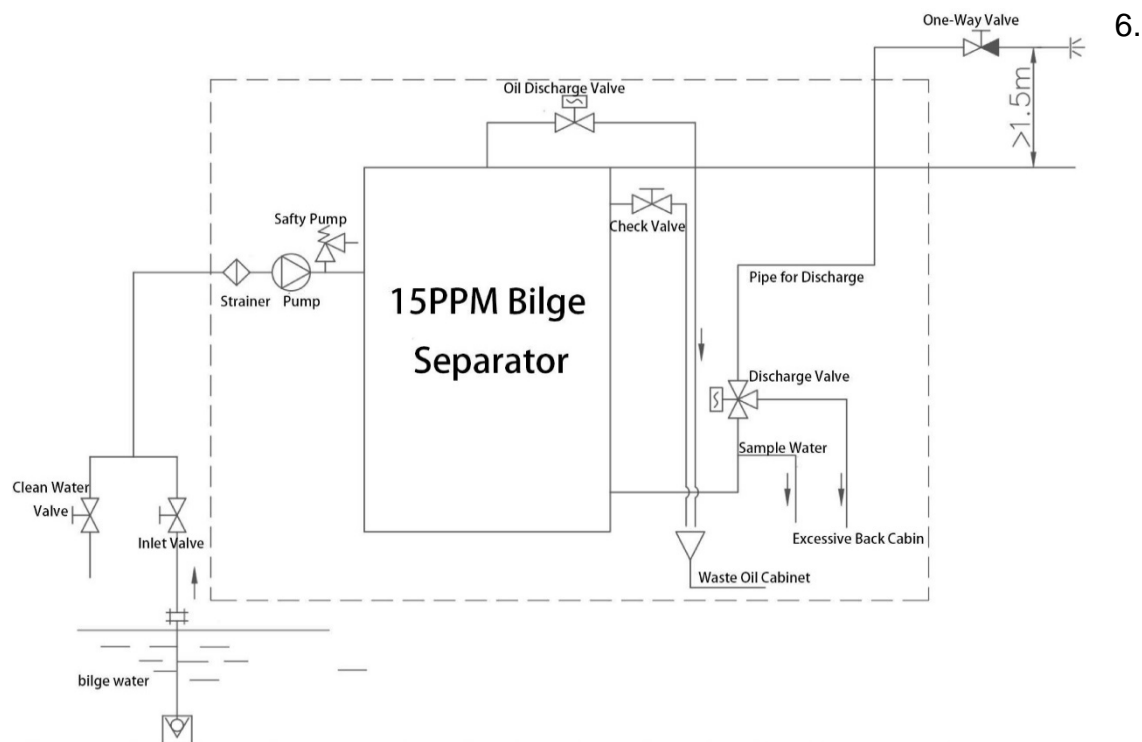 6.
One-Way Valve
>1.5m
Oil Discharge Valve
Safty Pump
Check Valve
Strainer
Pump
15PPM Bilge
Separator
Pipe for Discharge
Discharge Valve
Sample Water
Clean Water
Valve
Inlet Valve
Excessive Back Cabin
Waste Oil Cabinet
bilge water